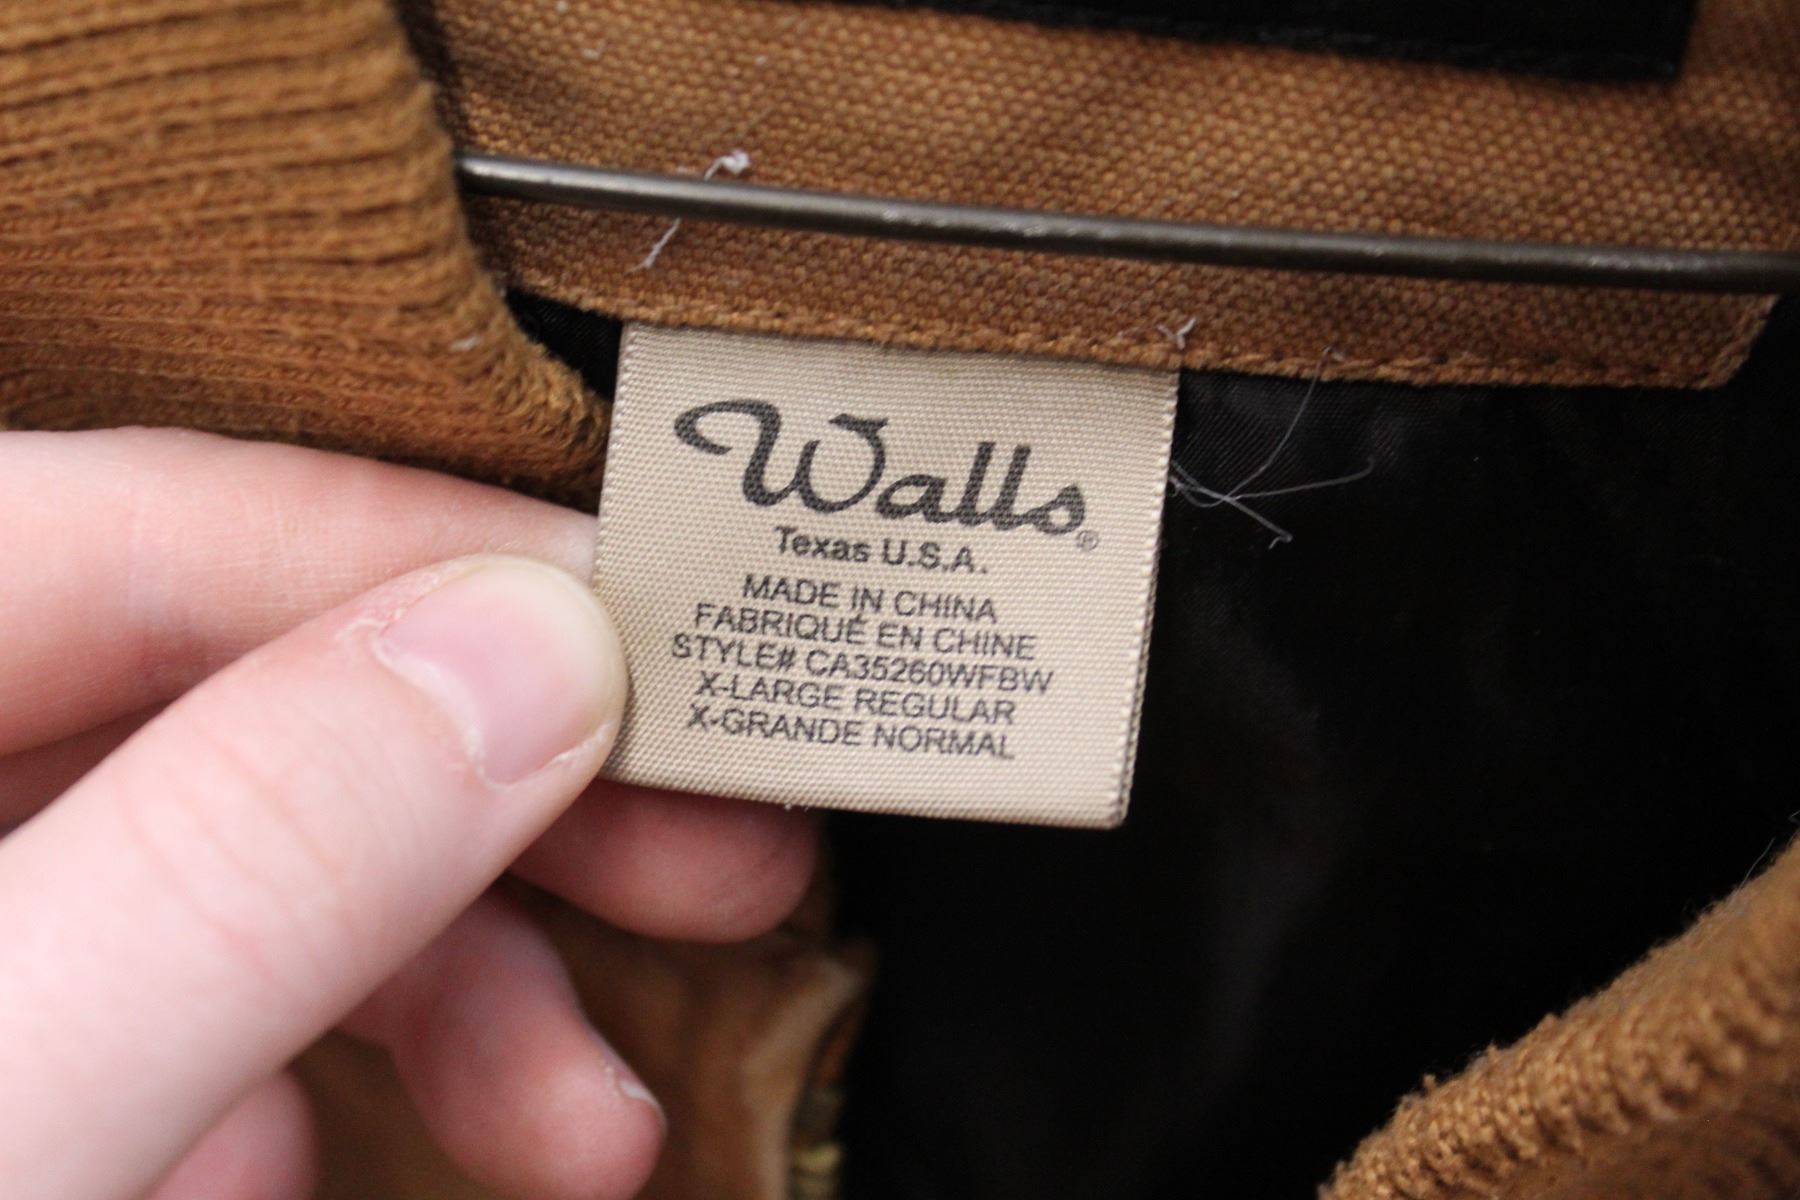 Walls®
Texas U.S.A.
MADE IN CHINA
FABRIQUÉ EN CHINE
STYLE# CA35260WFBW
X-LARGE REGULAR
X-GRANDE NORMAL